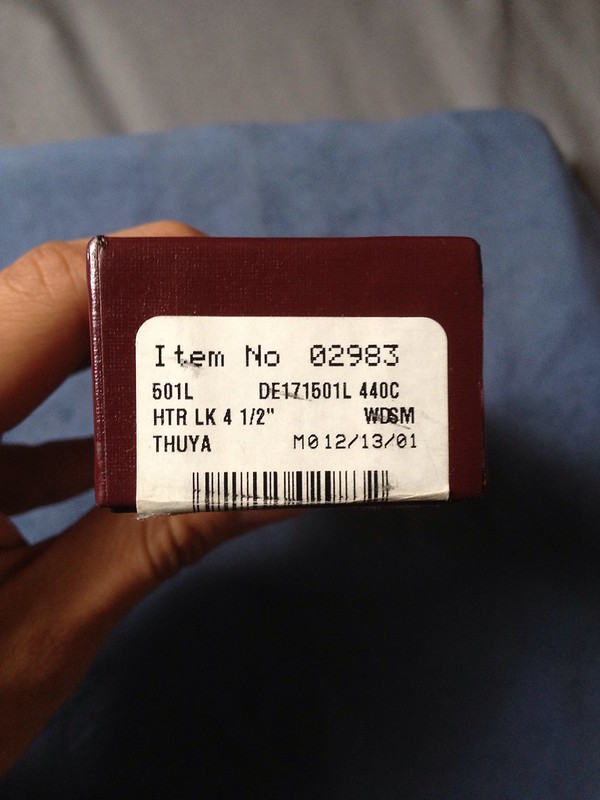 Item No 02983
501L DE171501L 440C
HTR LK 4 1/2" WDSM
THUYA M012/13/01